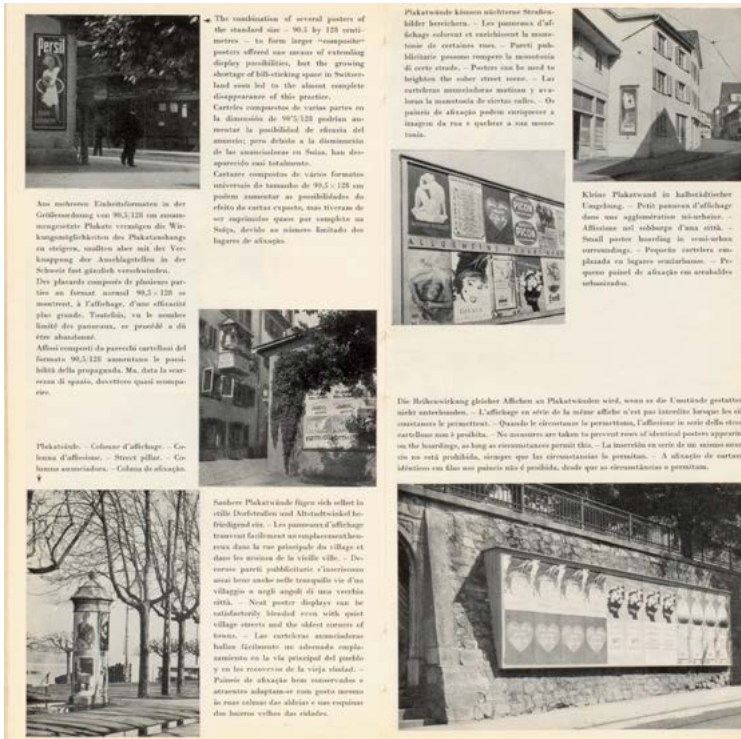 Persil
The combination of several posters of
the standard size – 90.5 by 128 centi-
metres – to form larger "composite"
posters offered one means of extending
display possibilities, but the growing
shortage of bill-sticking space in Switzer-
land soon led to the almost complete
disappearance of this practice.
Carteles compuestos de varias partes en
la dimensión de 90'5/128 podrían au-
mentar la posibilidad de eficacia del
anuncio; pero debido a la disminución
de las anunciadoras en Suiza, han des-
aparecido casi totalmente.
Cartazes compostos de vários formatos
universais do tamanho de 90,5 × 128 cm
podem aumentar as possibilidades do
efeito do cartaz exposto, mas tiveram de
ser suprimidos quase por completo na
Suíça, devido ao número limitado dos
lugares de afixação.
Aus mehreren Einheitsformaten in der
Größenordnung von 90,5/128 cm zusam-
mengesetzte Plakate vermögen die Wir-
kungsmöglichkeiten des Plakataushangs
zu steigern, mußten aber mit der Ver-
knappung der Anschlagstellen in der
Schweiz fast gänzlich verschwinden.
Des placards composés de plusieurs par-
ties au format normal 90,5 × 128 se
montrent, à l'affichage, d'une efficacité
plus grande. Toutefois, vu le nombre
limité des panneaux, ce procédé a dû
être abandonné.
Affissi composti da parecchi cartelloni del
formato 90,5/128 aumentano le possi-
bilità della propaganda. Ma, data la scar-
sezza di spazio, dovettero quasi scompa-
rire.
Plakatsäule. – Colonne d'affichage. – Co-
lonna d'affissione. – Street pillar. – Co-
lumna anunciadora. – Coluna de afixação.
Saubere Plakatwände fügen sich selbst in
stille Dorfstraßen und Altstadtwinkel be-
friedigend ein. – Les panneaux d'affichage
trouvent facilement un emplacement heu-
reux dans la rue principale du village et
dans les recoins de la vieille ville. – De-
corose pareti pubblicitarie s'inseriscono
assai bene anche nelle tranquille vie d'un
villaggio o negli angoli di una vecchia
città. – Neat poster displays can be
satisfactorily blended even with quiet
village streets and the oldest corners of
towns. – Las carteleras anunciadoras
hallan fácilmente un adecuado empla-
zamiento en la vía principal del pueblo
y en los recovecos de la vieja ciudad. –
Painéis de afixação bem conservados e
atraentes adaptam-se com gosto mesmo
às ruas calmas das aldeias e nas esquinas
dos bairros velhos das cidades.
Plakatwände können nüchterne Straßen-
bilder bereichern. – Les panneaux d'af-
fichage colorent et enrichissent la mono-
tonie de certaines rues. – Pareti pub-
blicitarie possono rompere la monotonia
di certe strade. – Posters can be used to
brighten the sober street scene. – Las
carteleras anunciadoras matizan y ava-
loran la monotonía de ciertas calles. – Os
painéis de afixação podem enriquecer a
imagem da rua e quebrar a sua mono-
tonia.
ALLGEMEINE
Kleine Plakatwand in halbstädtischer
Umgebung. – Petit panneau d'affichage
dans une agglomération mi-urbaine. –
Affissione nel sobborgo d'una città. –
Small poster hoarding in semi-urban
surroundings. – Pequeña cartelera em-
plazada en lugares semiurbanos. – Pe-
queno painel de afixação em arrabaldes
urbanizados.
Die Reihenwirkung gleicher Affichen an Plakatwänden wird, wenn es die Umstände gestatten
nicht unterbunden. – L'affichage en série de la même affiche n'est pas interdite lorsque les cir
constances le permettent. – Quando le circostanze lo permettono, l'affissione in serie dello stesso
cartellone non è proibita. – No measures are taken to prevent rows of identical posters appearing
on the hoardings, as long as circumstances permit this. – La inserción en serie de un mismo anun
cio no está prohibida, siempre que las circunstancias lo permitan. – A afixação de cartazes
idênticos em filas nos painéis não é proibida, desde que as circunstâncias o permitam.